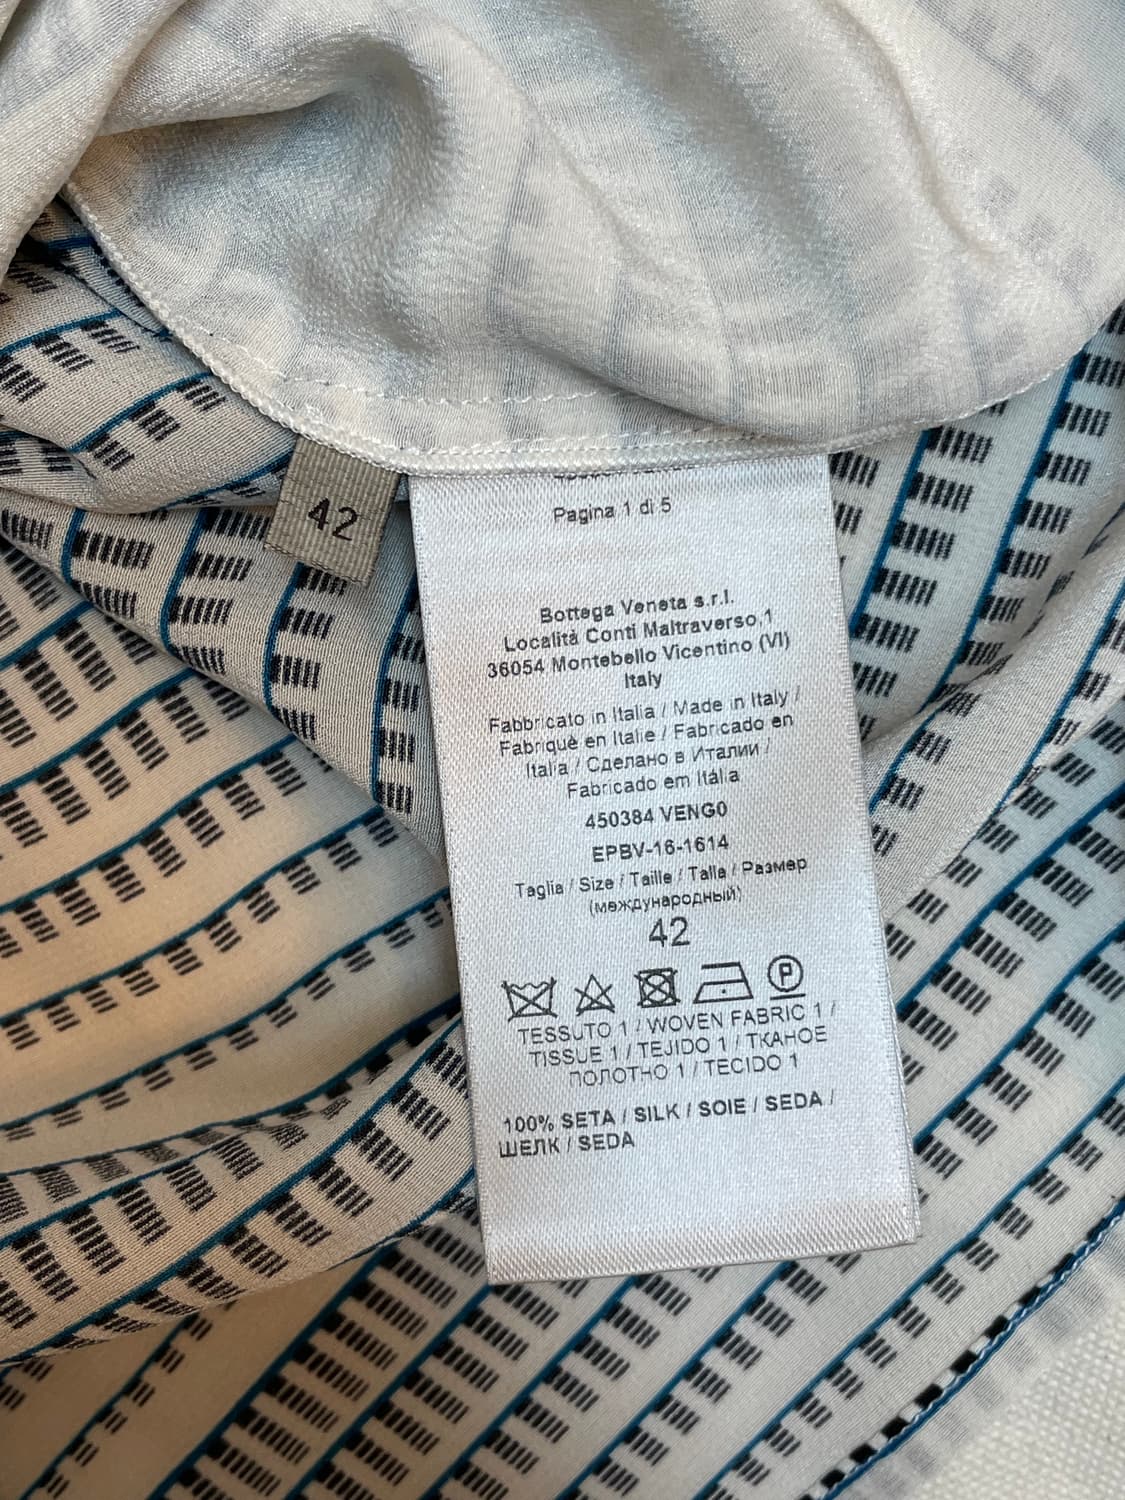 42
Pagina 1 di 5
Bottega Veneta s.r.l.
Località Conti Maltraverso,1
36054 Montebello Vicentino (VI)
Italy
Fabbricato in Italia / Made in Italy /
Fabriquè en Italie / Fabricado en
Italia / Сделано в Италии /
Fabricado em Itália
450384 VENG0
EPBV-16-1614
Taglia / Size / Taille / Talla / Размер
(международный)
42
P
TESSUTO 1 / WOVEN FABRIC 1 /
TISSUE 1 / TEJIDO 1 / ТКАНОЕ
ПОЛОТНО 1 / TECIDO 1
100% SETA / SILK / SOIE / SEDA /
ШЕЛК / SEDA